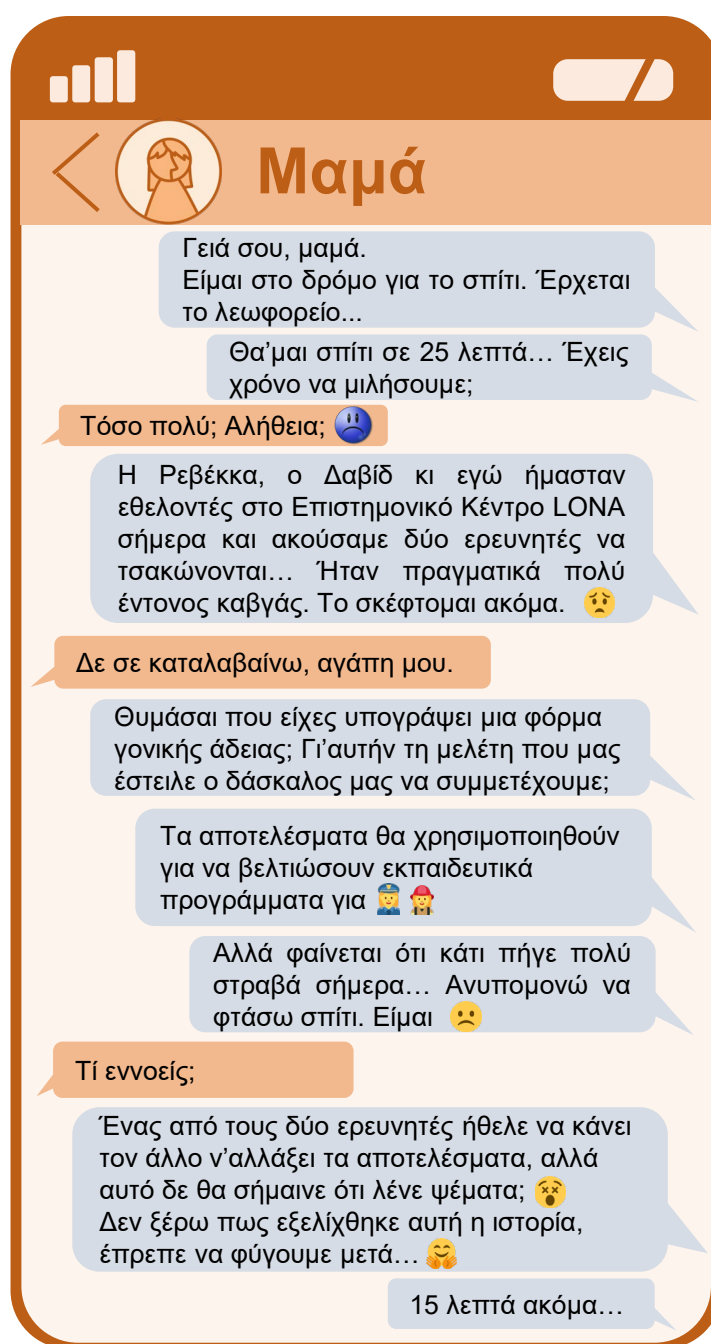 Μαμά
Γειά σου, μαμά.
Είμαι στο δρόμο για το σπίτι. Έρχεται
το λεωφορείο...
Θα’μαι σπίτι σε 25 λεπτά… Έχεις
χρόνο να μιλήσουμε;
Τόσο πολύ; Αλήθεια;
Η Ρεβέκκα, ο Δαβίδ κι εγώ ήμασταν
εθελοντές στο Επιστημονικό Κέντρο LONA
σήμερα και ακούσαμε δύο ερευνητές να
τσακώνονται… Ήταν πραγματικά πολύ
έντονος καβγάς. Το σκέφτομαι ακόμα.
Δε σε καταλαβαίνω, αγάπη μου.
Θυμάσαι που είχες υπογράψει μια φόρμα
γονικής άδειας; Γι’αυτήν τη μελέτη που μας
έστειλε ο δάσκαλος μας να συμμετέχουμε;
Τα αποτελέσματα θα χρησιμοποιηθούν
για να βελτιώσουν εκπαιδευτικά
προγράμματα για
Αλλά φαίνεται ότι κάτι πήγε πολύ
στραβά σήμερα… Ανυπομονώ να
φτάσω σπίτι. Είμαι
Τί εννοείς;
Ένας από τους δύο ερευνητές ήθελε να κάνει
τον άλλο ν’αλλάξει τα αποτελέσματα, αλλά
αυτό δε θα σήμαινε ότι λένε ψέματα;
Δεν ξέρω πως εξελίχθηκε αυτή η ιστορία,
έπρεπε να φύγουμε μετά…
15 λεπτά ακόμα…